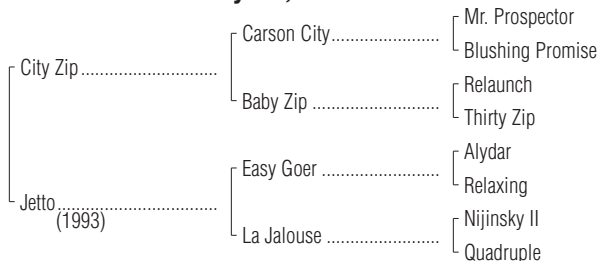 Mr. Prospector
Carson City
Blushing Promise
City Zip
Relaunch
Baby Zip
Thirty Zip
Alydar
Easy Goer
Relaxing
Jetto
(1993)
Nijinsky II
La Jalouse
Quadruple